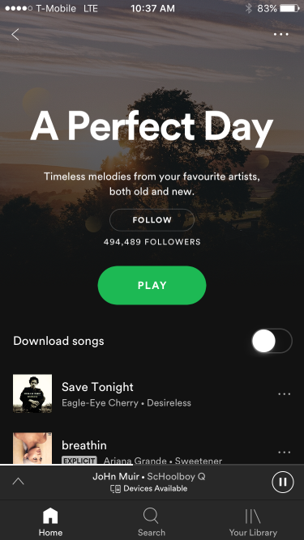 T-Mobile LTE 10:37 AM 83%
A Perfect Day
Timeless melodies from your favourite artists,
both old and new.
FOLLOW
494,489 FOLLOWERS
PLAY
Download songs
Save Tonight
Eagle-Eye Cherry • Desireless
breathin
EXPLICIT Ariana Grande • Sweetener
JoHn Muir • ScHoolboy Q
Devices Available
Home Search Your Library